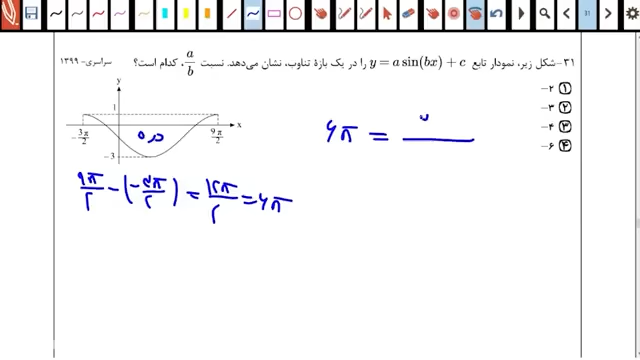 ۳۱- شکل زیر، نمودار تابع y = a sin(bx) + c را در یک بازهٔ تناوب، نشان می‌دهد. نسبت a/b، کدام است؟ سراسری- ۱۳۹۹
۱) -۲
۲) -۳
۳) -۴
۴) -۶
y
1
x
-3π/2
9π/2
-3
دره
۹π/۲ - (-۳π/۲) = ۱۲π/۲ = ۶π
۶π =